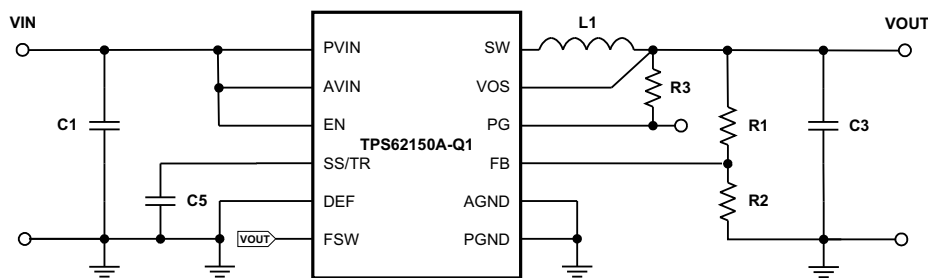 VIN
L1
VOUT
PVIN
SW
AVIN
VOS
R3
C1
EN
PG
R1
C3
TPS62150A-Q1
SS/TR
FB
C5
DEF
AGND
R2
VOUT
FSW
PGND